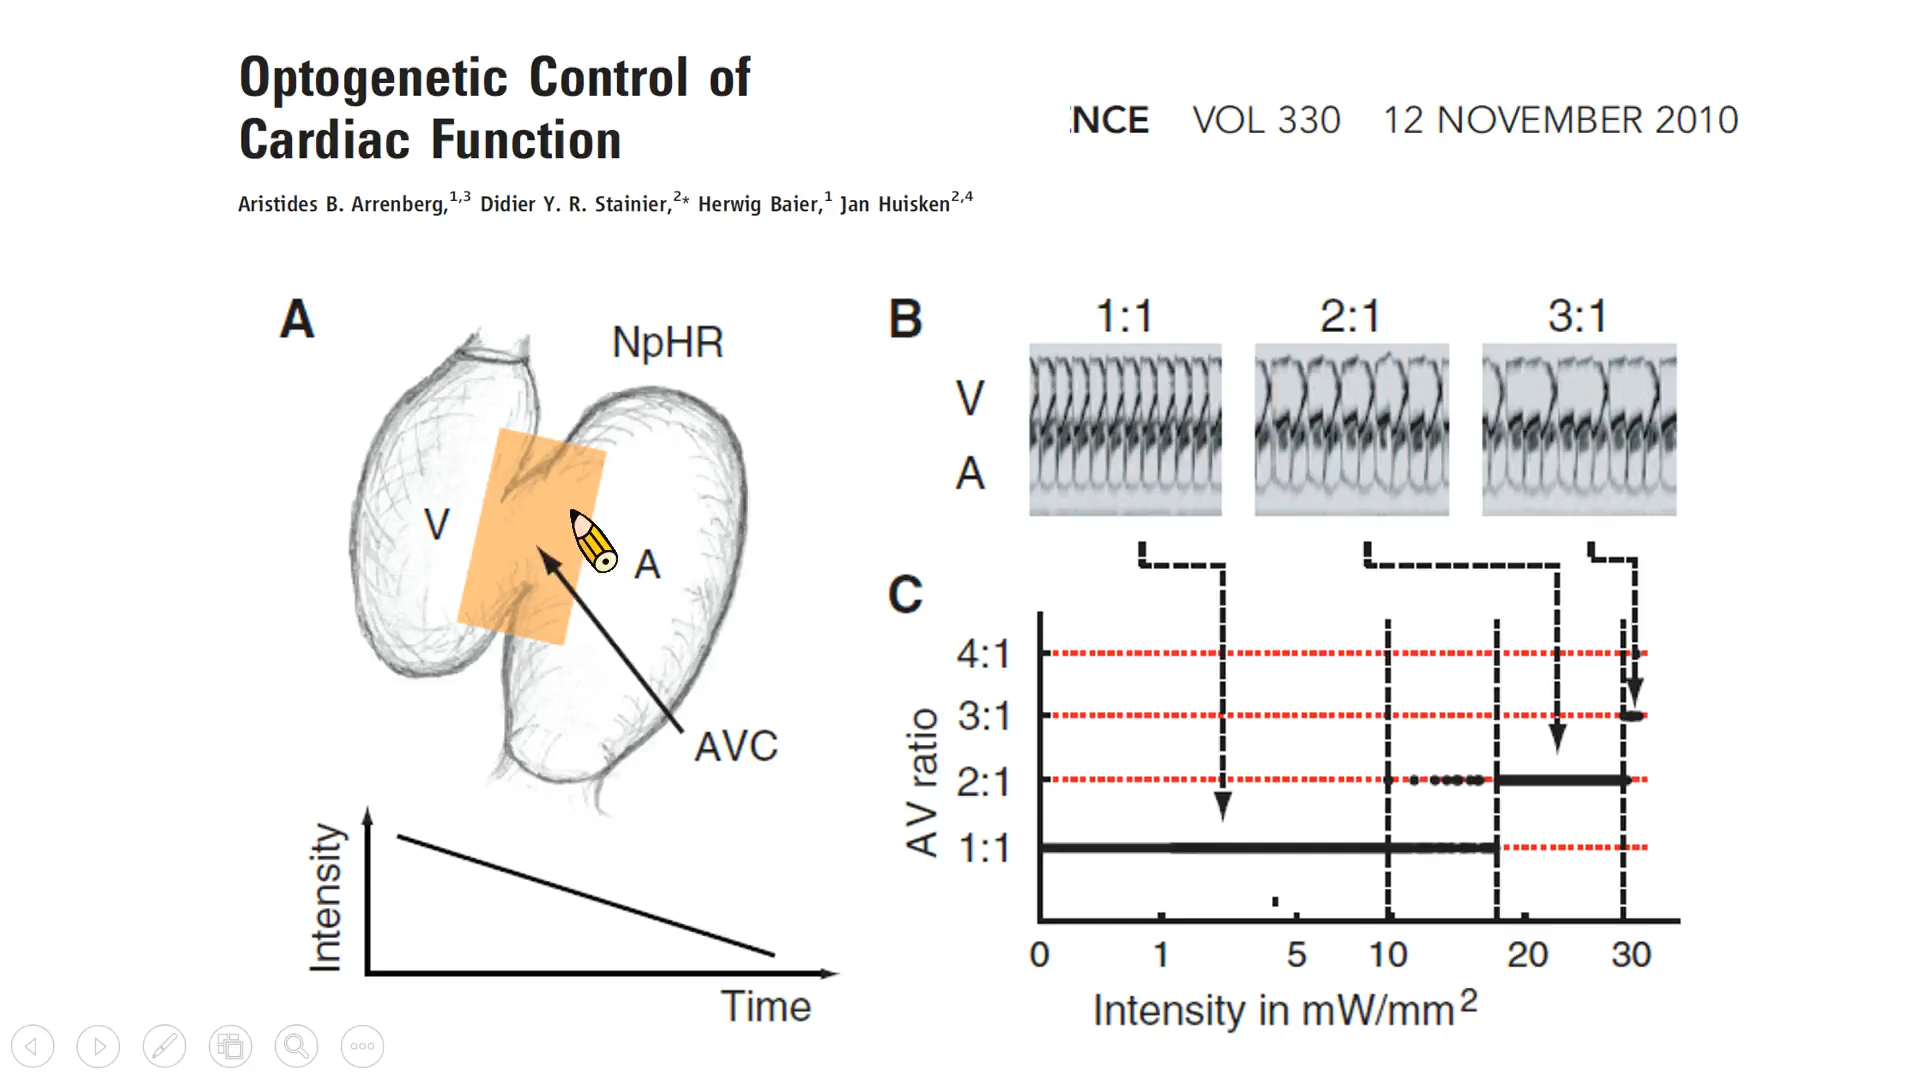 Optogenetic Control of
Cardiac Function
ENCE VOL 330 12 NOVEMBER 2010
Aristides B. Arrenberg,1,3 Didier Y. R. Stainier,2* Herwig Baier,1 Jan Huisken2,4
A
NpHR
V
A
AVC
Intensity
Time
B
1:1 2:1 3:1
V
A
C
AV ratio
4:1
3:1
2:1
1:1
0 1 5 10 20 30
Intensity in mW/mm2